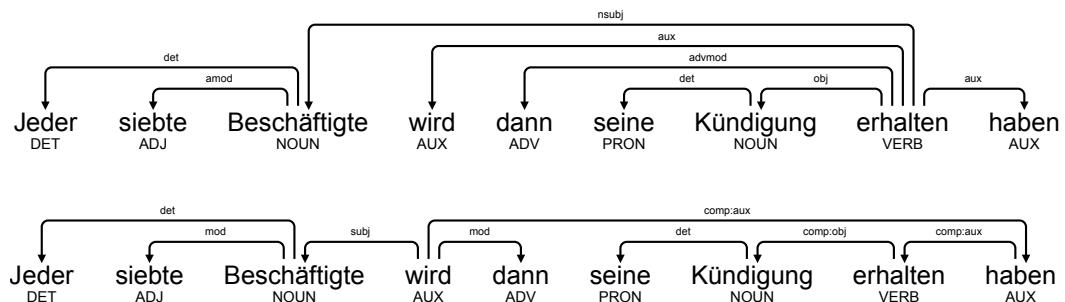 nsubj
aux
det advmod
amod det obj aux
Jeder siebte Beschäftigte wird dann seine Kündigung erhalten haben
DET ADJ NOUN AUX ADV PRON NOUN VERB AUX
det comp:aux
mod subj mod det comp:obj comp:aux
Jeder siebte Beschäftigte wird dann seine Kündigung erhalten haben
DET ADJ NOUN AUX ADV PRON NOUN VERB AUX